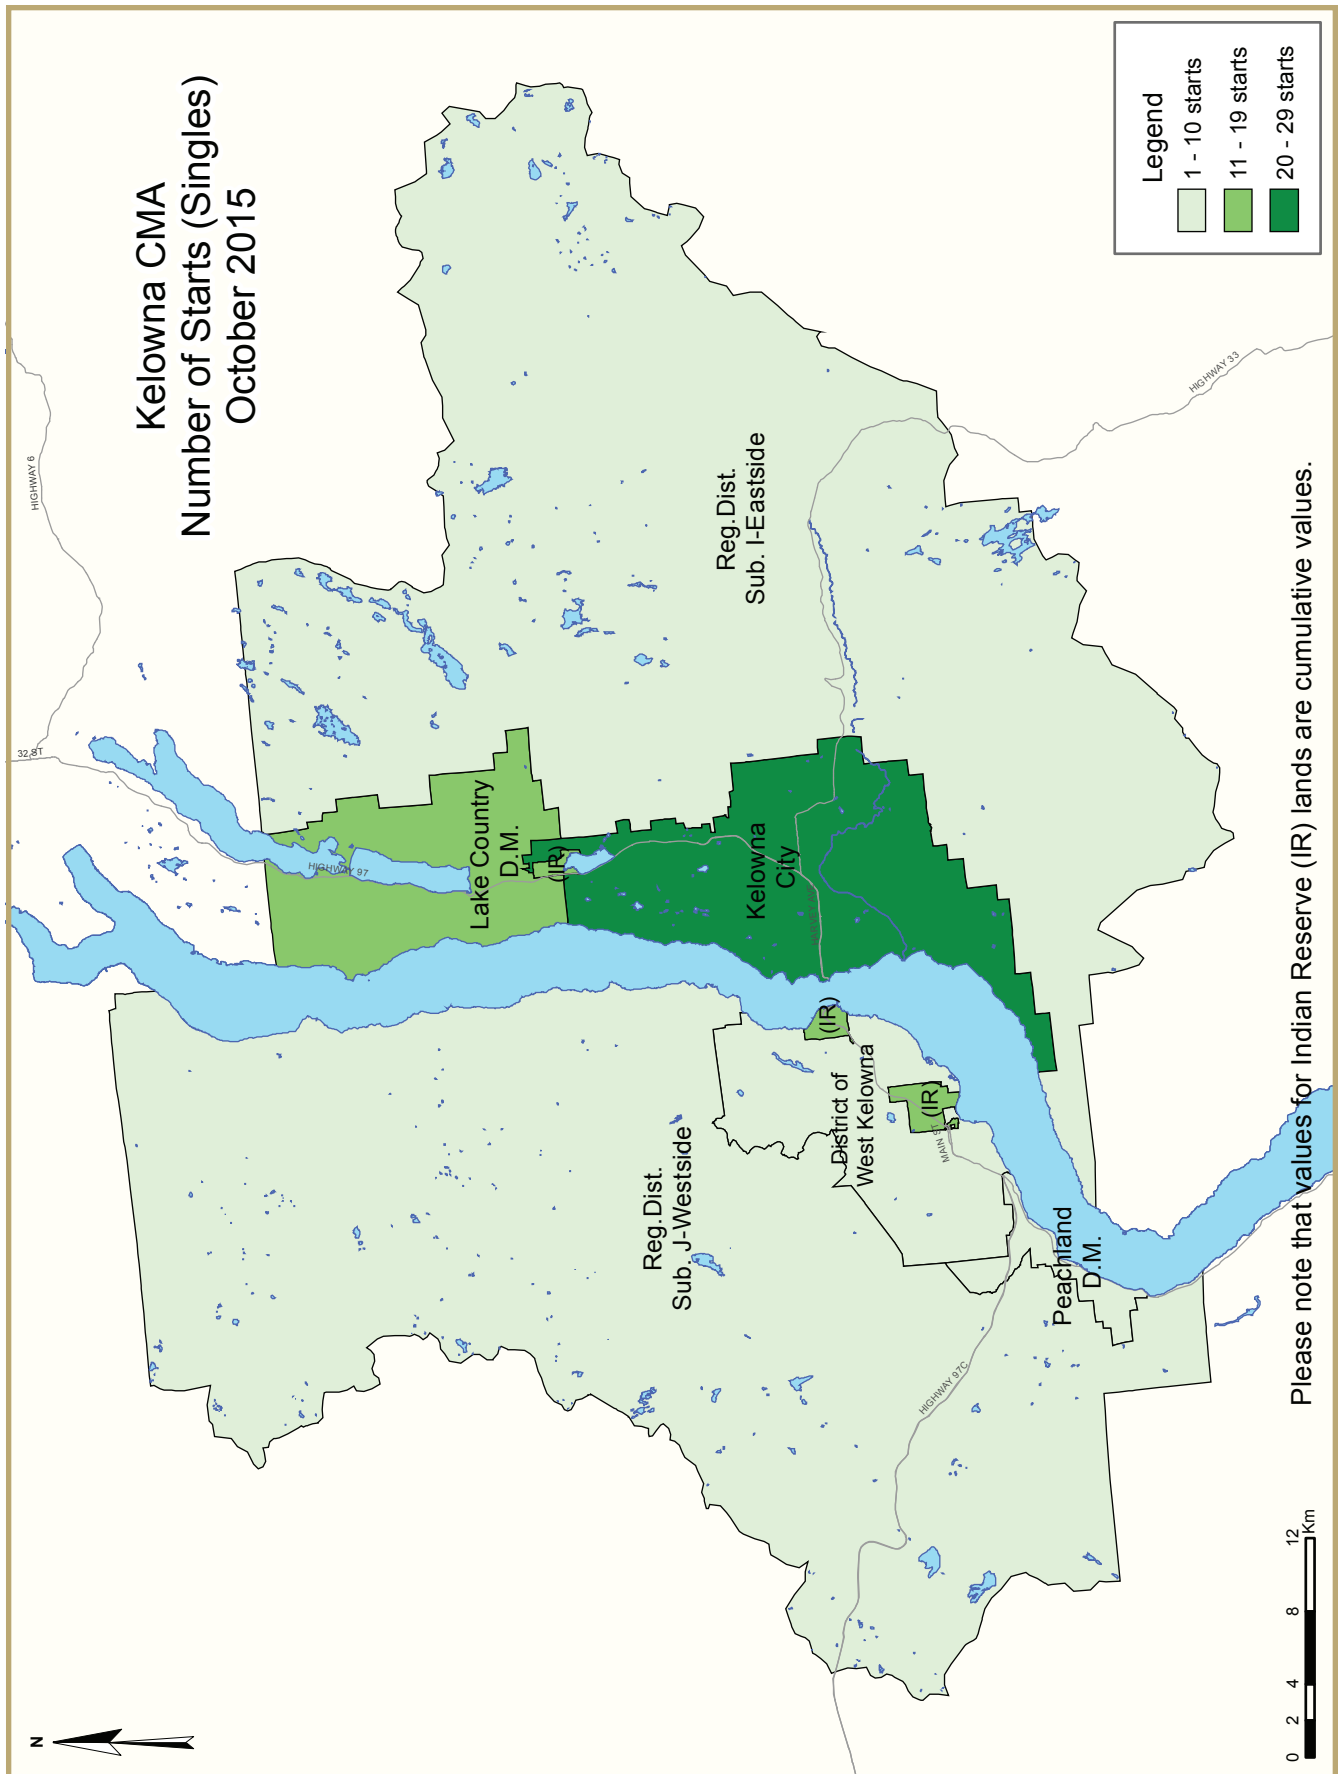 Kelowna CMA
Number of Starts (Singles)
October 2015
HIGHWAY 6
32 ST
HIGHWAY 97
Lake Country
D.M.
(IR)
Reg.Dist.
Sub. I-Eastside
HIGHWAY 33
Kelowna
City
(IR)
District of
West Kelowna
(IR)
MAIN ST
Reg.Dist.
Sub. J-Westside
Peachland
D.M.
HIGHWAY 97C
N
Legend
1 - 10 starts
11 - 19 starts
20 - 29 starts
0 2 4 8 12
Km
Please note that values for Indian Reserve (IR) lands are cumulative values.